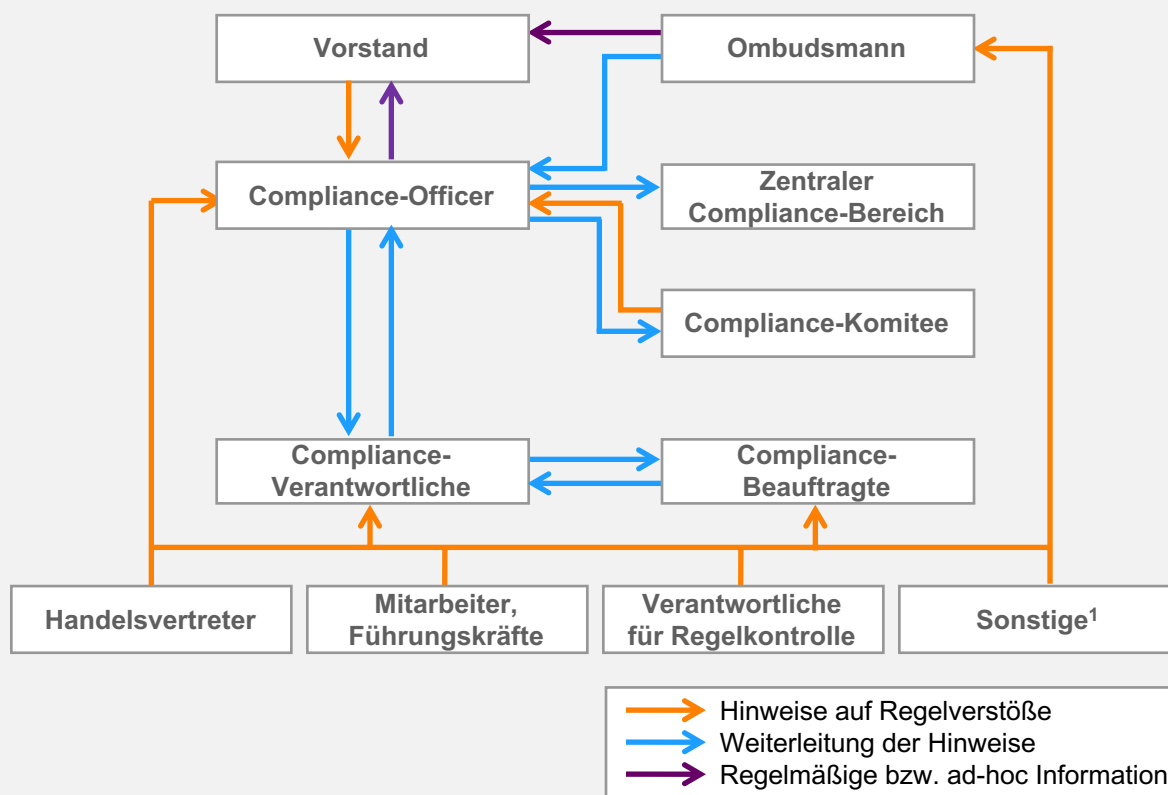 Vorstand
Ombudsmann
Compliance-Officer
Zentraler
Compliance-Bereich
Compliance-Komitee
Compliance-
Verantwortliche
Compliance-
Beauftragte
Handelsvertreter
Mitarbeiter,
Führungskräfte
Verantwortliche
für Regelkontrolle
Sonstige¹
Hinweise auf Regelverstöße
Weiterleitung der Hinweise
Regelmäßige bzw. ad-hoc Information